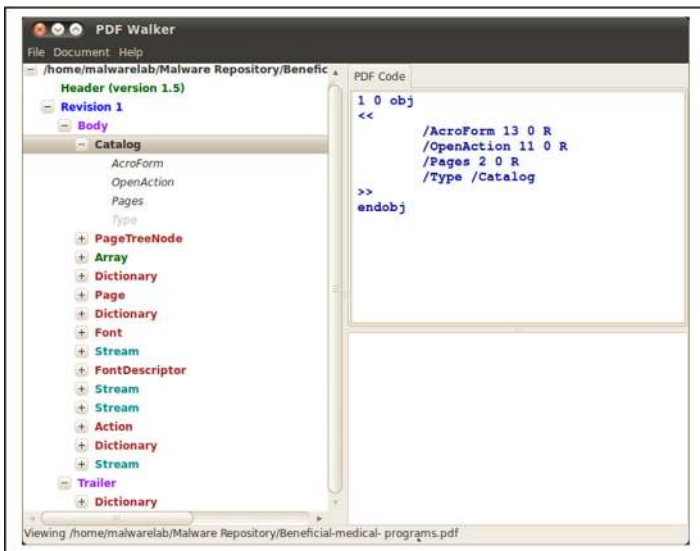 PDF Walker
File Document Help
/home/malwarelab/Malware Repository/Benefic
Header (version 1.5)
Revision 1
Body
Catalog
AcroForm
OpenAction
Pages
Type
PageTreeNode
Array
Dictionary
Page
Dictionary
Font
Stream
FontDescriptor
Stream
Stream
Action
Dictionary
Stream
Trailer
Dictionary
PDF Code
1 0 obj
<<
/AcroForm 13 0 R
/OpenAction 11 0 R
/Pages 2 0 R
/Type /Catalog
>>
endobj
Viewing /home/malwarelab/Malware Repository/Beneficial-medical- programs.pdf